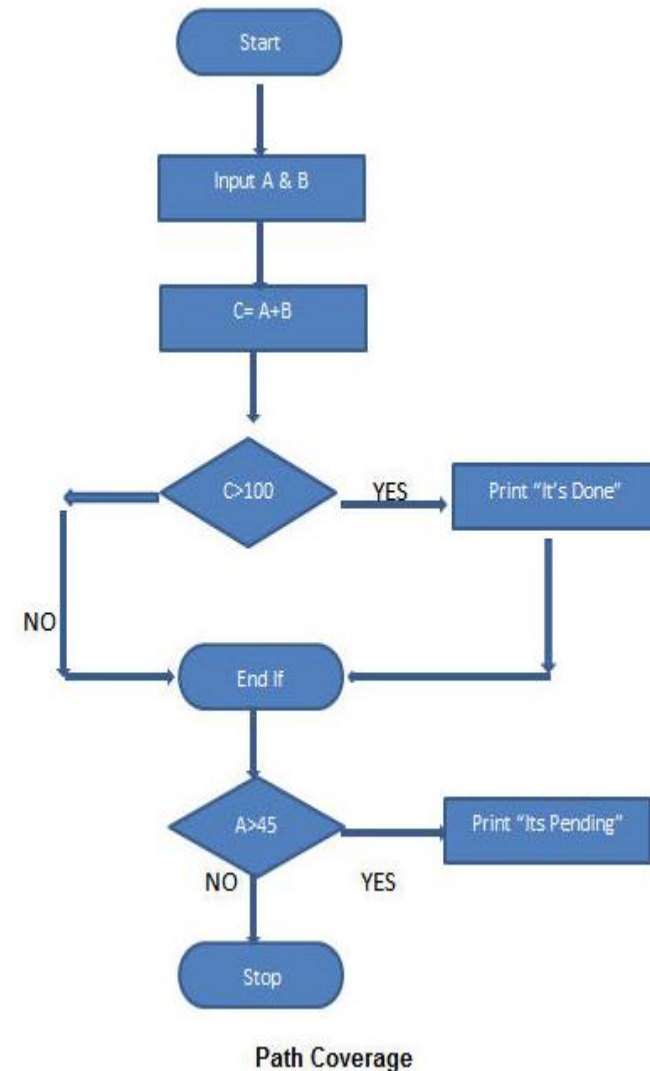 Start
Input A & B
C= A+B
C>100
YES
Print "It's Done"
NO
End If
A>45
Print "Its Pending"
NO
YES
Stop
Path Coverage